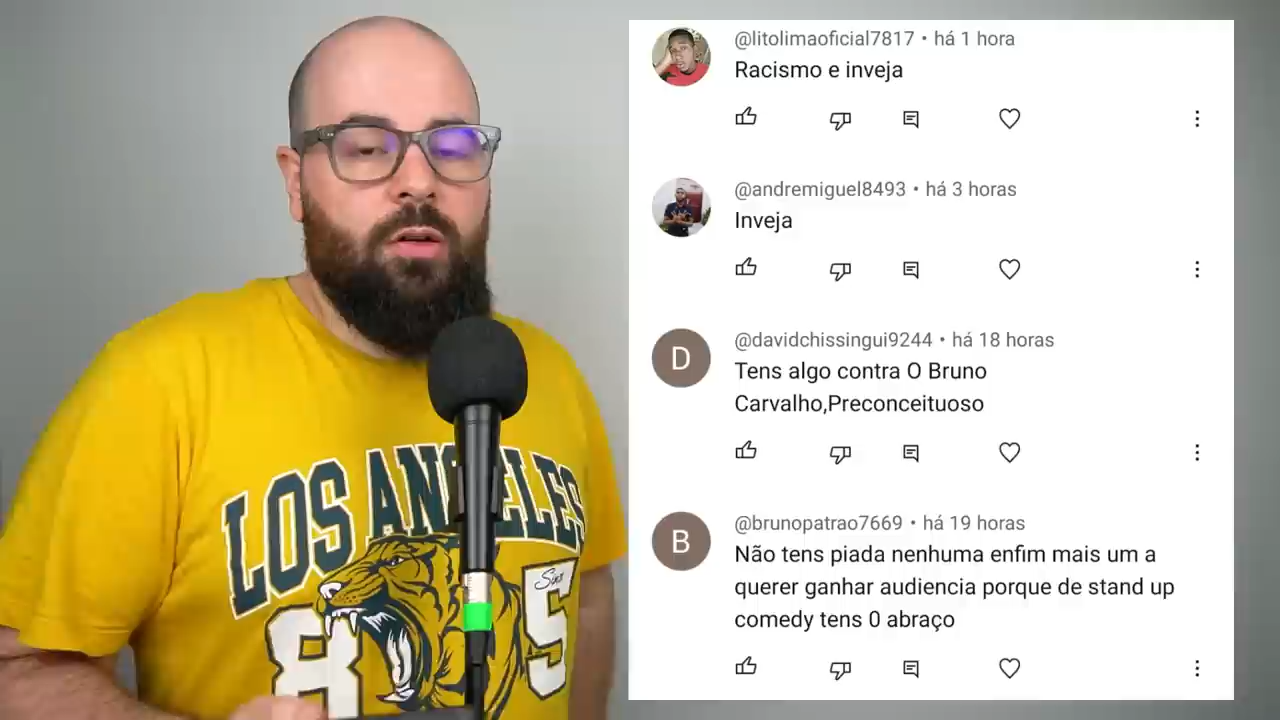 @litolimaoficial7817 • há 1 hora
Racismo e inveja
@andremiguel8493 • há 3 horas
Inveja
@davidchissingui9244 • há 18 horas
Tens algo contra O Bruno
Carvalho,Preconceituoso
@brunopatrao7669 • há 19 horas
Não tens piada nenhuma enfim mais um a
querer ganhar audiencia porque de stand up
comedy tens 0 abraço
D
B
LOS ANGELES
8 5